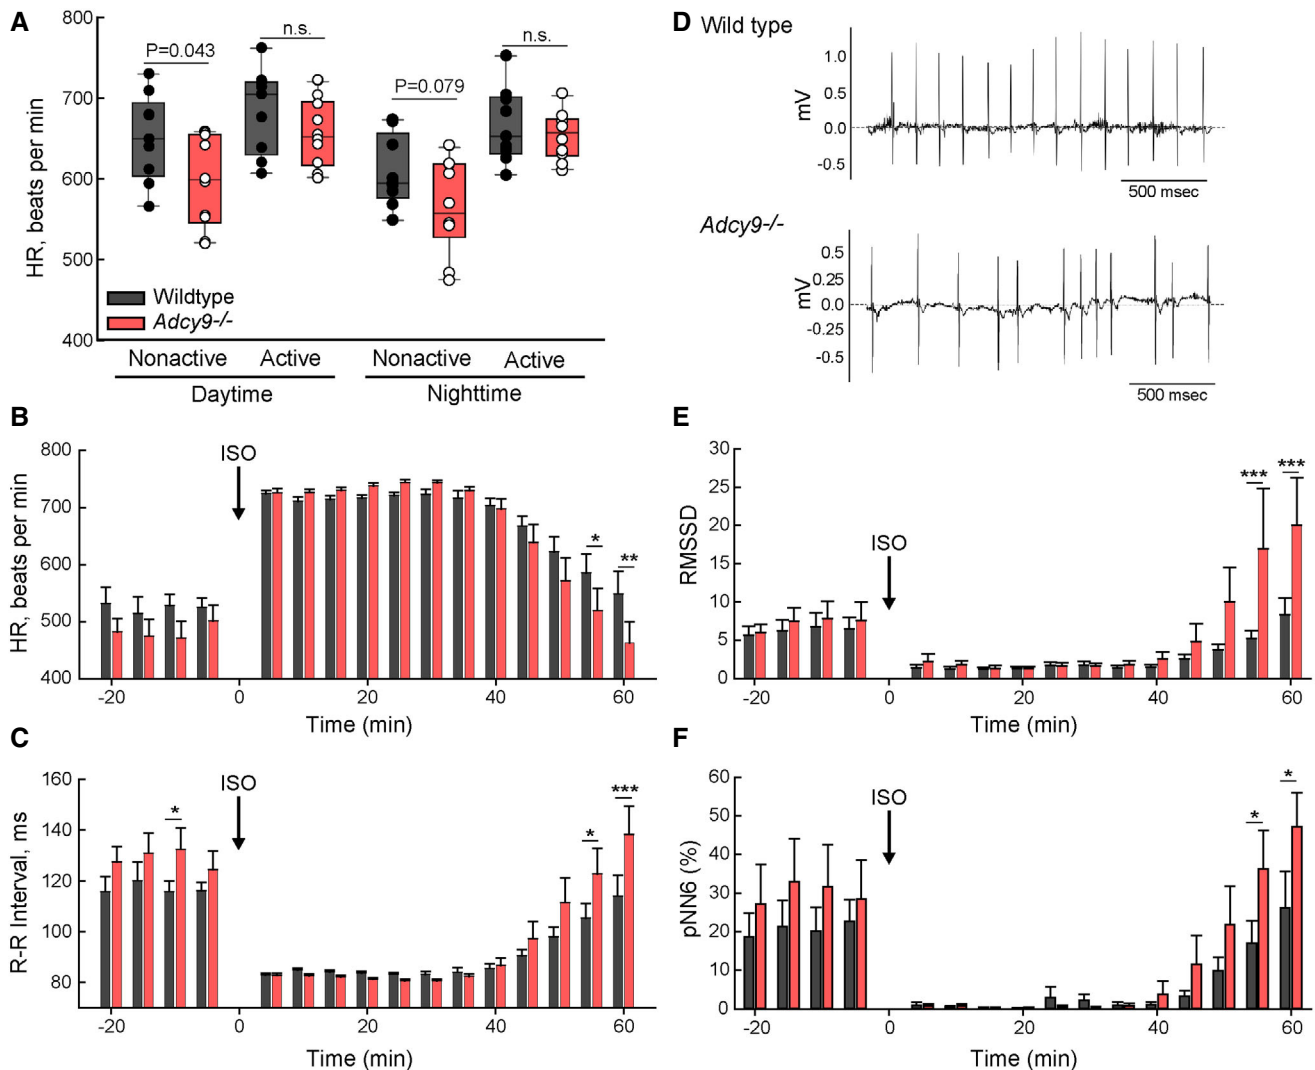 A
800
700
600
500
400
HR, beats per min
P=0.043
n.s.
P=0.079
n.s.
Wildtype
Adcy9-/-
Nonactive Active Nonactive Active
Daytime Nighttime
D Wild type
1.0
0.5
0.0
-0.5
mV
500 msec
Adcy9-/-
0.5
0.25
0.0
-0.25
-0.5
mV
500 msec
B
800
700
600
500
400
HR, beats per min
ISO
*
**
-20 0 20 40 60
Time (min)
E
30
25
20
15
10
5
0
RMSSD
ISO
***
***
-20 0 20 40 60
Time (min)
C
160
140
120
100
80
R-R Interval, ms
*
ISO
*
***
-20 0 20 40 60
Time (min)
F
60
50
40
30
20
10
0
pNN6 (%)
ISO
*
*
-20 0 20 40 60
Time (min)